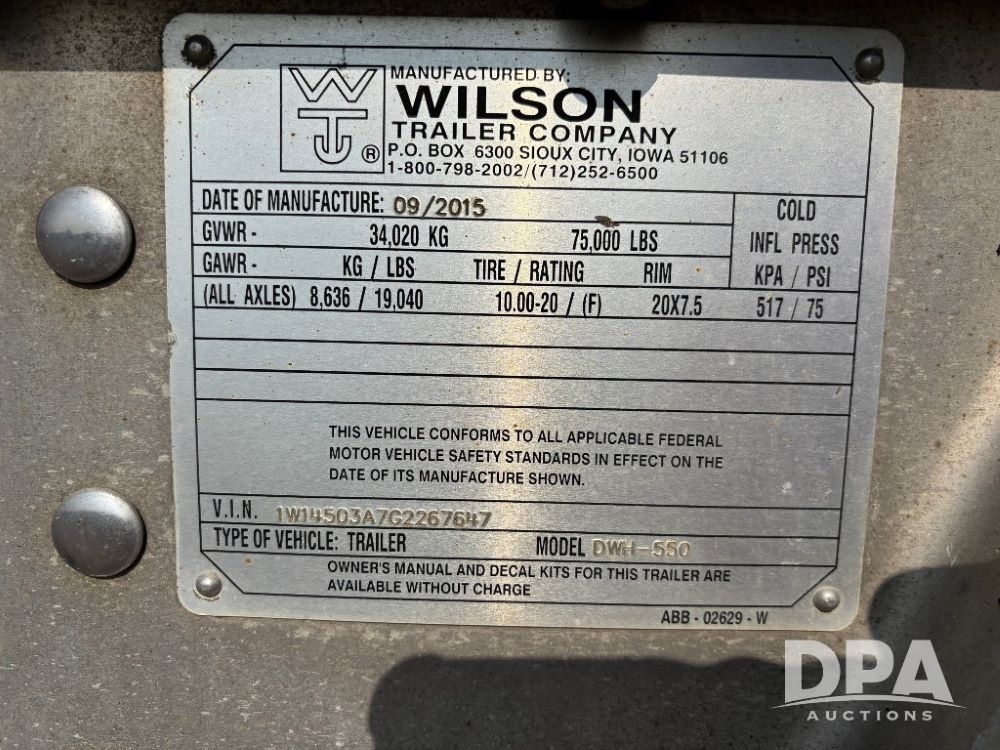 WTC ®
MANUFACTURED BY:
WILSON
TRAILER COMPANY
P.O. BOX 6300 SIOUX CITY, IOWA 51106
1-800-798-2002/(712)252-6500
DATE OF MANUFACTURE: 09/2015
COLD
INFL PRESS
KPA / PSI
GVWR - 34,020 KG 75,000 LBS
GAWR - KG / LBS TIRE / RATING RIM
(ALL AXLES) 8,636 / 19,040 10.00-20 / (F) 20X7.5 517 / 75
THIS VEHICLE CONFORMS TO ALL APPLICABLE FEDERAL
MOTOR VEHICLE SAFETY STANDARDS IN EFFECT ON THE
DATE OF ITS MANUFACTURE SHOWN.
V.I.N. 1W14503A7G2267647
TYPE OF VEHICLE: TRAILER MODEL DWH-550
OWNER'S MANUAL AND DECAL KITS FOR THIS TRAILER ARE
AVAILABLE WITHOUT CHARGE
ABB - 02629 - W
DPA
AUCTIONS